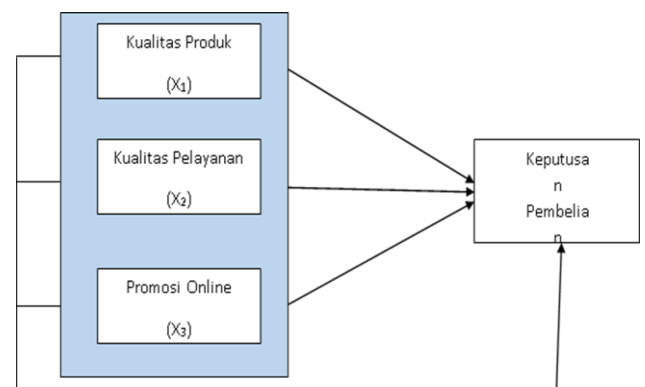 Kualitas Produk
(X₁)
Kualitas Pelayanan
(X₂)
Promosi Online
(X₃)
Keputusa
n
Pembelia
n